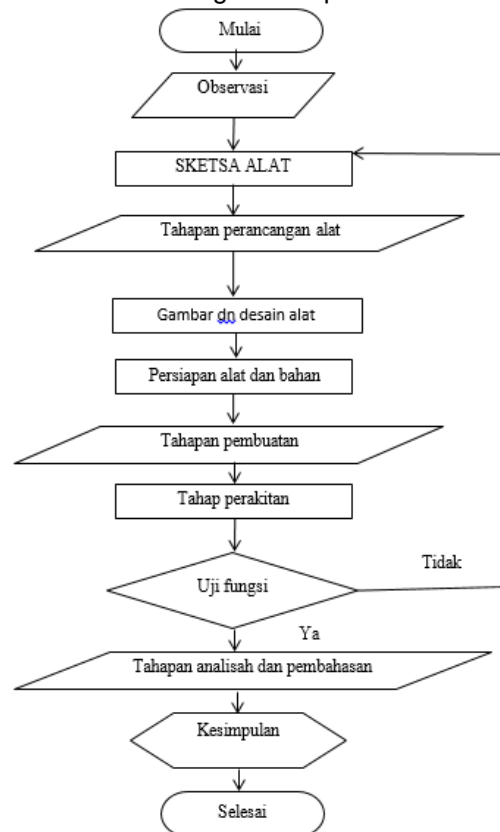 Mulai
Observasi
SKETSA ALAT
Tahapan perancangan alat
Gambar dn desain alat
Persiapan alat dan bahan
Tahapan pembuatan
Tahap perakitan
Tidak
Uji fungsi
Ya
Tahapan analisah dan pembahasan
Kesimpulan
Selesai